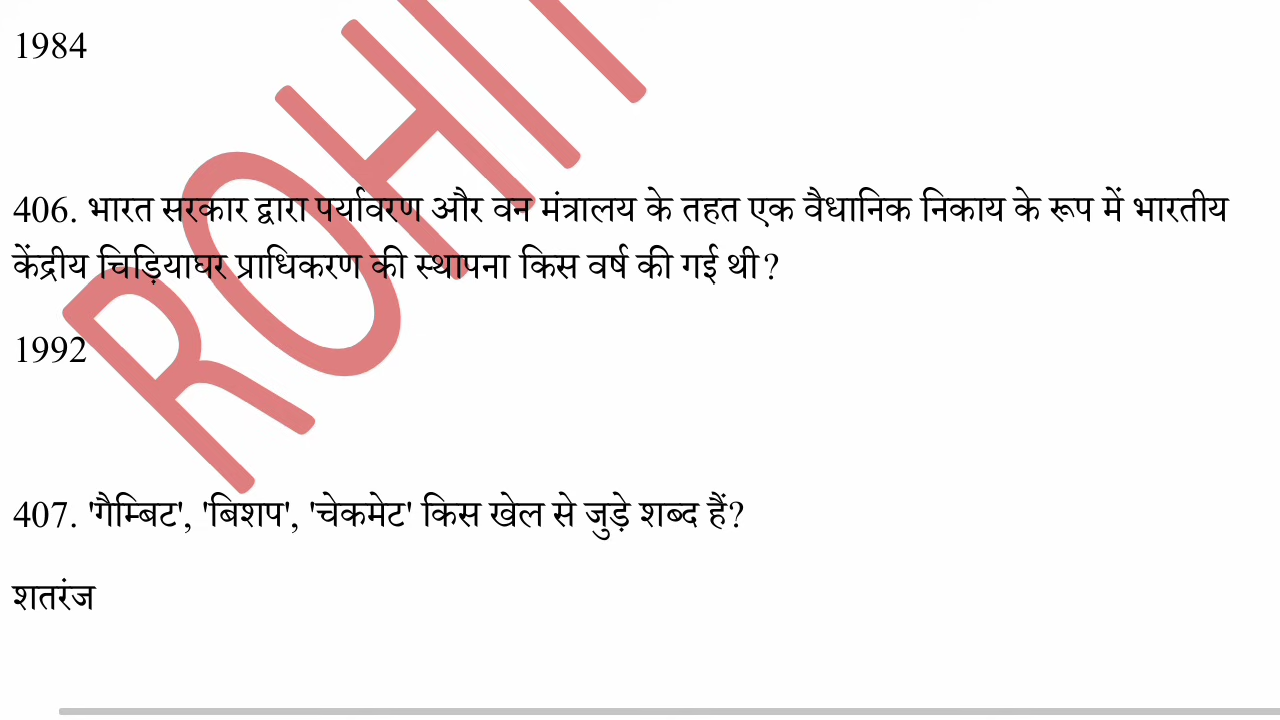 1984
406. भारत सरकार द्वारा पर्यावरण और वन मंत्रालय के तहत एक वैधानिक निकाय के रूप में भारतीय
केंद्रीय चिड़ियाघर प्राधिकरण की स्थापना किस वर्ष की गई थी?
1992
407. 'गैम्बिट', 'बिशप', 'चेकमेट' किस खेल से जुड़े शब्द हैं?
शतरंज